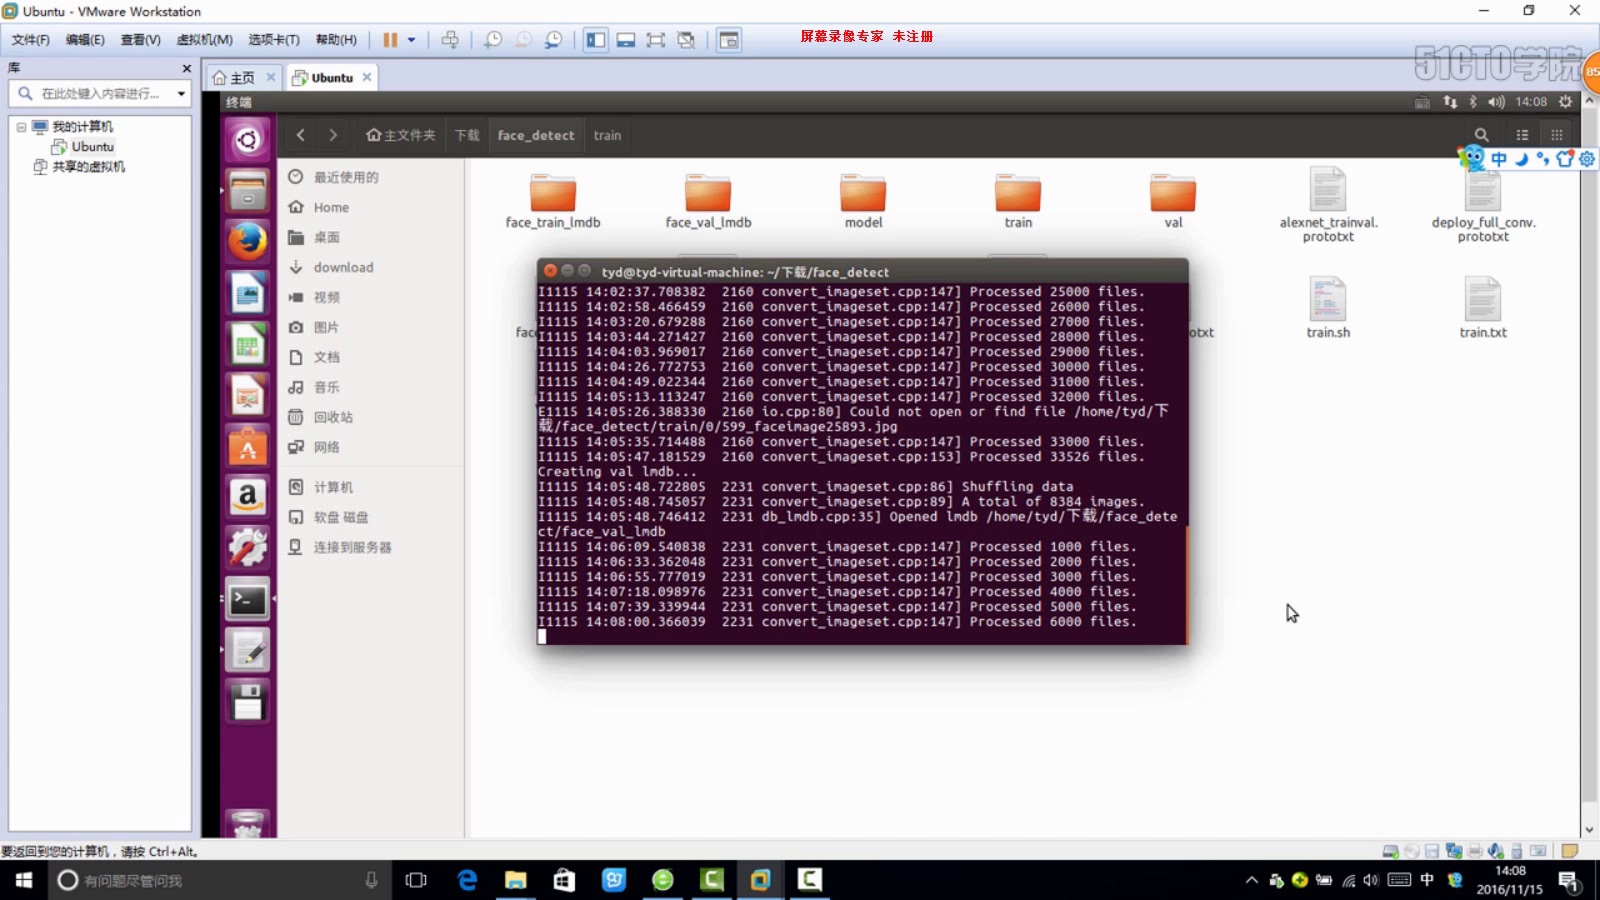 Ubuntu - VMware Workstation
文件(F) 编辑(E) 查看(V) 虚拟机(M) 选项卡(T) 帮助(H)
屏幕录像专家 未注册
51CTO学院
85
库
主页
Ubuntu
在此处键入内容进行...
我的计算机
Ubuntu
共享的虚拟机
终端
14:08
主文件夹 下载 face_detect train
中
最近使用的
Home
桌面
download
视频
图片
文档
音乐
回收站
网络
计算机
软盘 磁盘
连接到服务器
face_train_lmdb
face_val_lmdb
model
train
val
alexnet_trainval.
prototxt
deploy_full_conv.
prototxt
train.sh
train.txt
tyd@tyd-virtual-machine: ~/下载/face_detect
I1115 14:02:37.708382  2160 convert_imageset.cpp:147] Processed 25000 files.
I1115 14:02:58.466459  2160 convert_imageset.cpp:147] Processed 26000 files.
I1115 14:03:20.679288  2160 convert_imageset.cpp:147] Processed 27000 files.
I1115 14:03:44.271427  2160 convert_imageset.cpp:147] Processed 28000 files.
I1115 14:04:03.969017  2160 convert_imageset.cpp:147] Processed 29000 files.
I1115 14:04:26.772753  2160 convert_imageset.cpp:147] Processed 30000 files.
I1115 14:04:49.022344  2160 convert_imageset.cpp:147] Processed 31000 files.
I1115 14:05:13.113247  2160 convert_imageset.cpp:147] Processed 32000 files.
E1115 14:05:26.388330  2160 io.cpp:80] Could not open or find file /home/tyd/下
载/face_detect/train/0/599_faceimage25893.jpg
I1115 14:05:35.714488  2160 convert_imageset.cpp:147] Processed 33000 files.
I1115 14:05:47.181529  2160 convert_imageset.cpp:153] Processed 33526 files.
Creating val lmdb...
I1115 14:05:48.722805  2231 convert_imageset.cpp:86] Shuffling data
I1115 14:05:48.745057  2231 convert_imageset.cpp:89] A total of 8384 images.
I1115 14:05:48.746412  2231 db_lmdb.cpp:35] Opened lmdb /home/tyd/下载/face_dete
ct/face_val_lmdb
I1115 14:06:09.540838  2231 convert_imageset.cpp:147] Processed 1000 files.
I1115 14:06:33.362048  2231 convert_imageset.cpp:147] Processed 2000 files.
I1115 14:06:55.777019  2231 convert_imageset.cpp:147] Processed 3000 files.
I1115 14:07:18.098976  2231 convert_imageset.cpp:147] Processed 4000 files.
I1115 14:07:39.339944  2231 convert_imageset.cpp:147] Processed 5000 files.
I1115 14:08:00.366039  2231 convert_imageset.cpp:147] Processed 6000 files.
要返回到您的计算机，请按 Ctrl+Alt。
有问题尽管问我
中
14:08
2016/11/15
1